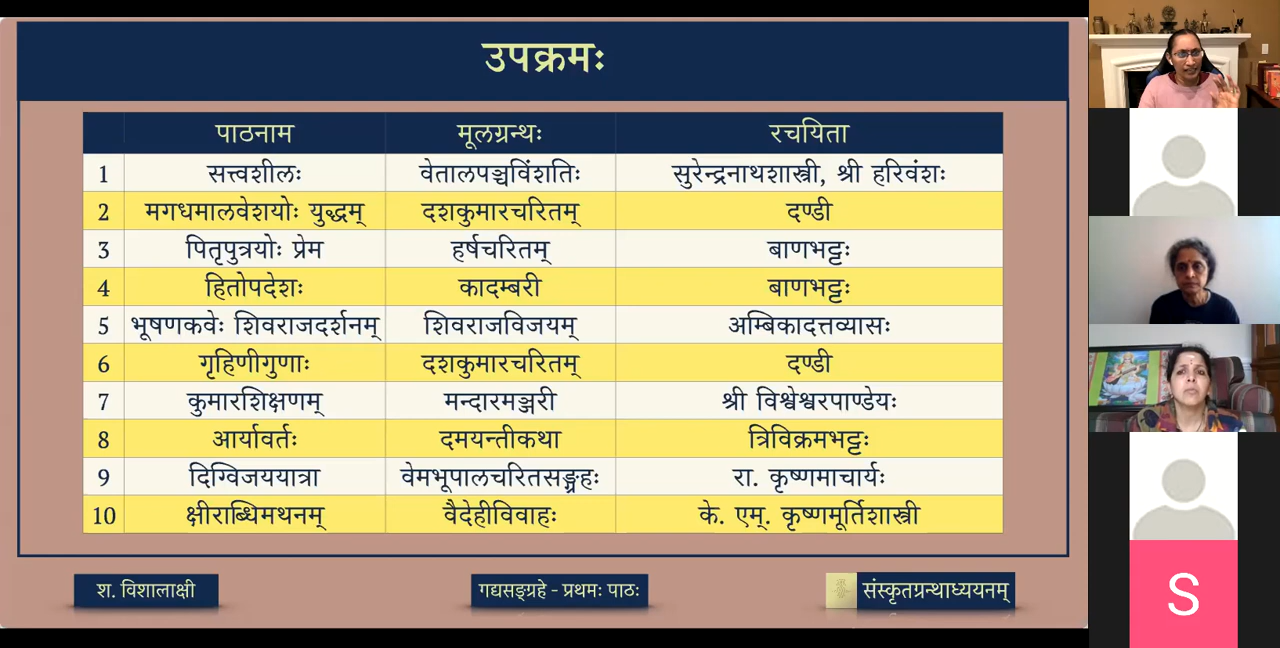 उपक्रमः
पाठनाम मूलग्रन्थः रचयिता
1 सत्त्वशीलः वेतालपञ्चविंशतिः सुरेन्द्रनाथशास्त्री, श्री हरिवंशः
2 मगधमालवेशयोः युद्धम् दशकुमारचरितम् दण्डी
3 पितृपुत्रयोः प्रेम हर्षचरितम् बाणभट्टः
4 हितोपदेशः कादम्बरी बाणभट्टः
5 भूषणकवेः शिवराजदर्शनम् शिवराजविजयम् अम्बिकादत्तव्यासः
6 गृहिणीगुणाः दशकुमारचरितम् दण्डी
7 कुमारशिक्षणम् मन्दारमञ्जरी श्री विश्वेश्वरपाण्डेयः
8 आर्यावर्तः दमयन्तीकथा त्रिविक्रमभट्टः
9 दिग्विजययात्रा वेमभूपालचरितसङ्ग्रहः रा. कृष्णमाचार्यः
10 क्षीराब्धिमथनम् वैदेहीविवाहः के. एम्. कृष्णमूर्तिशास्त्री
श. विशालाक्षी गद्यसङ्ग्रहे - प्रथमः पाठः संस्कृतग्रन्थाध्ययनम्
S